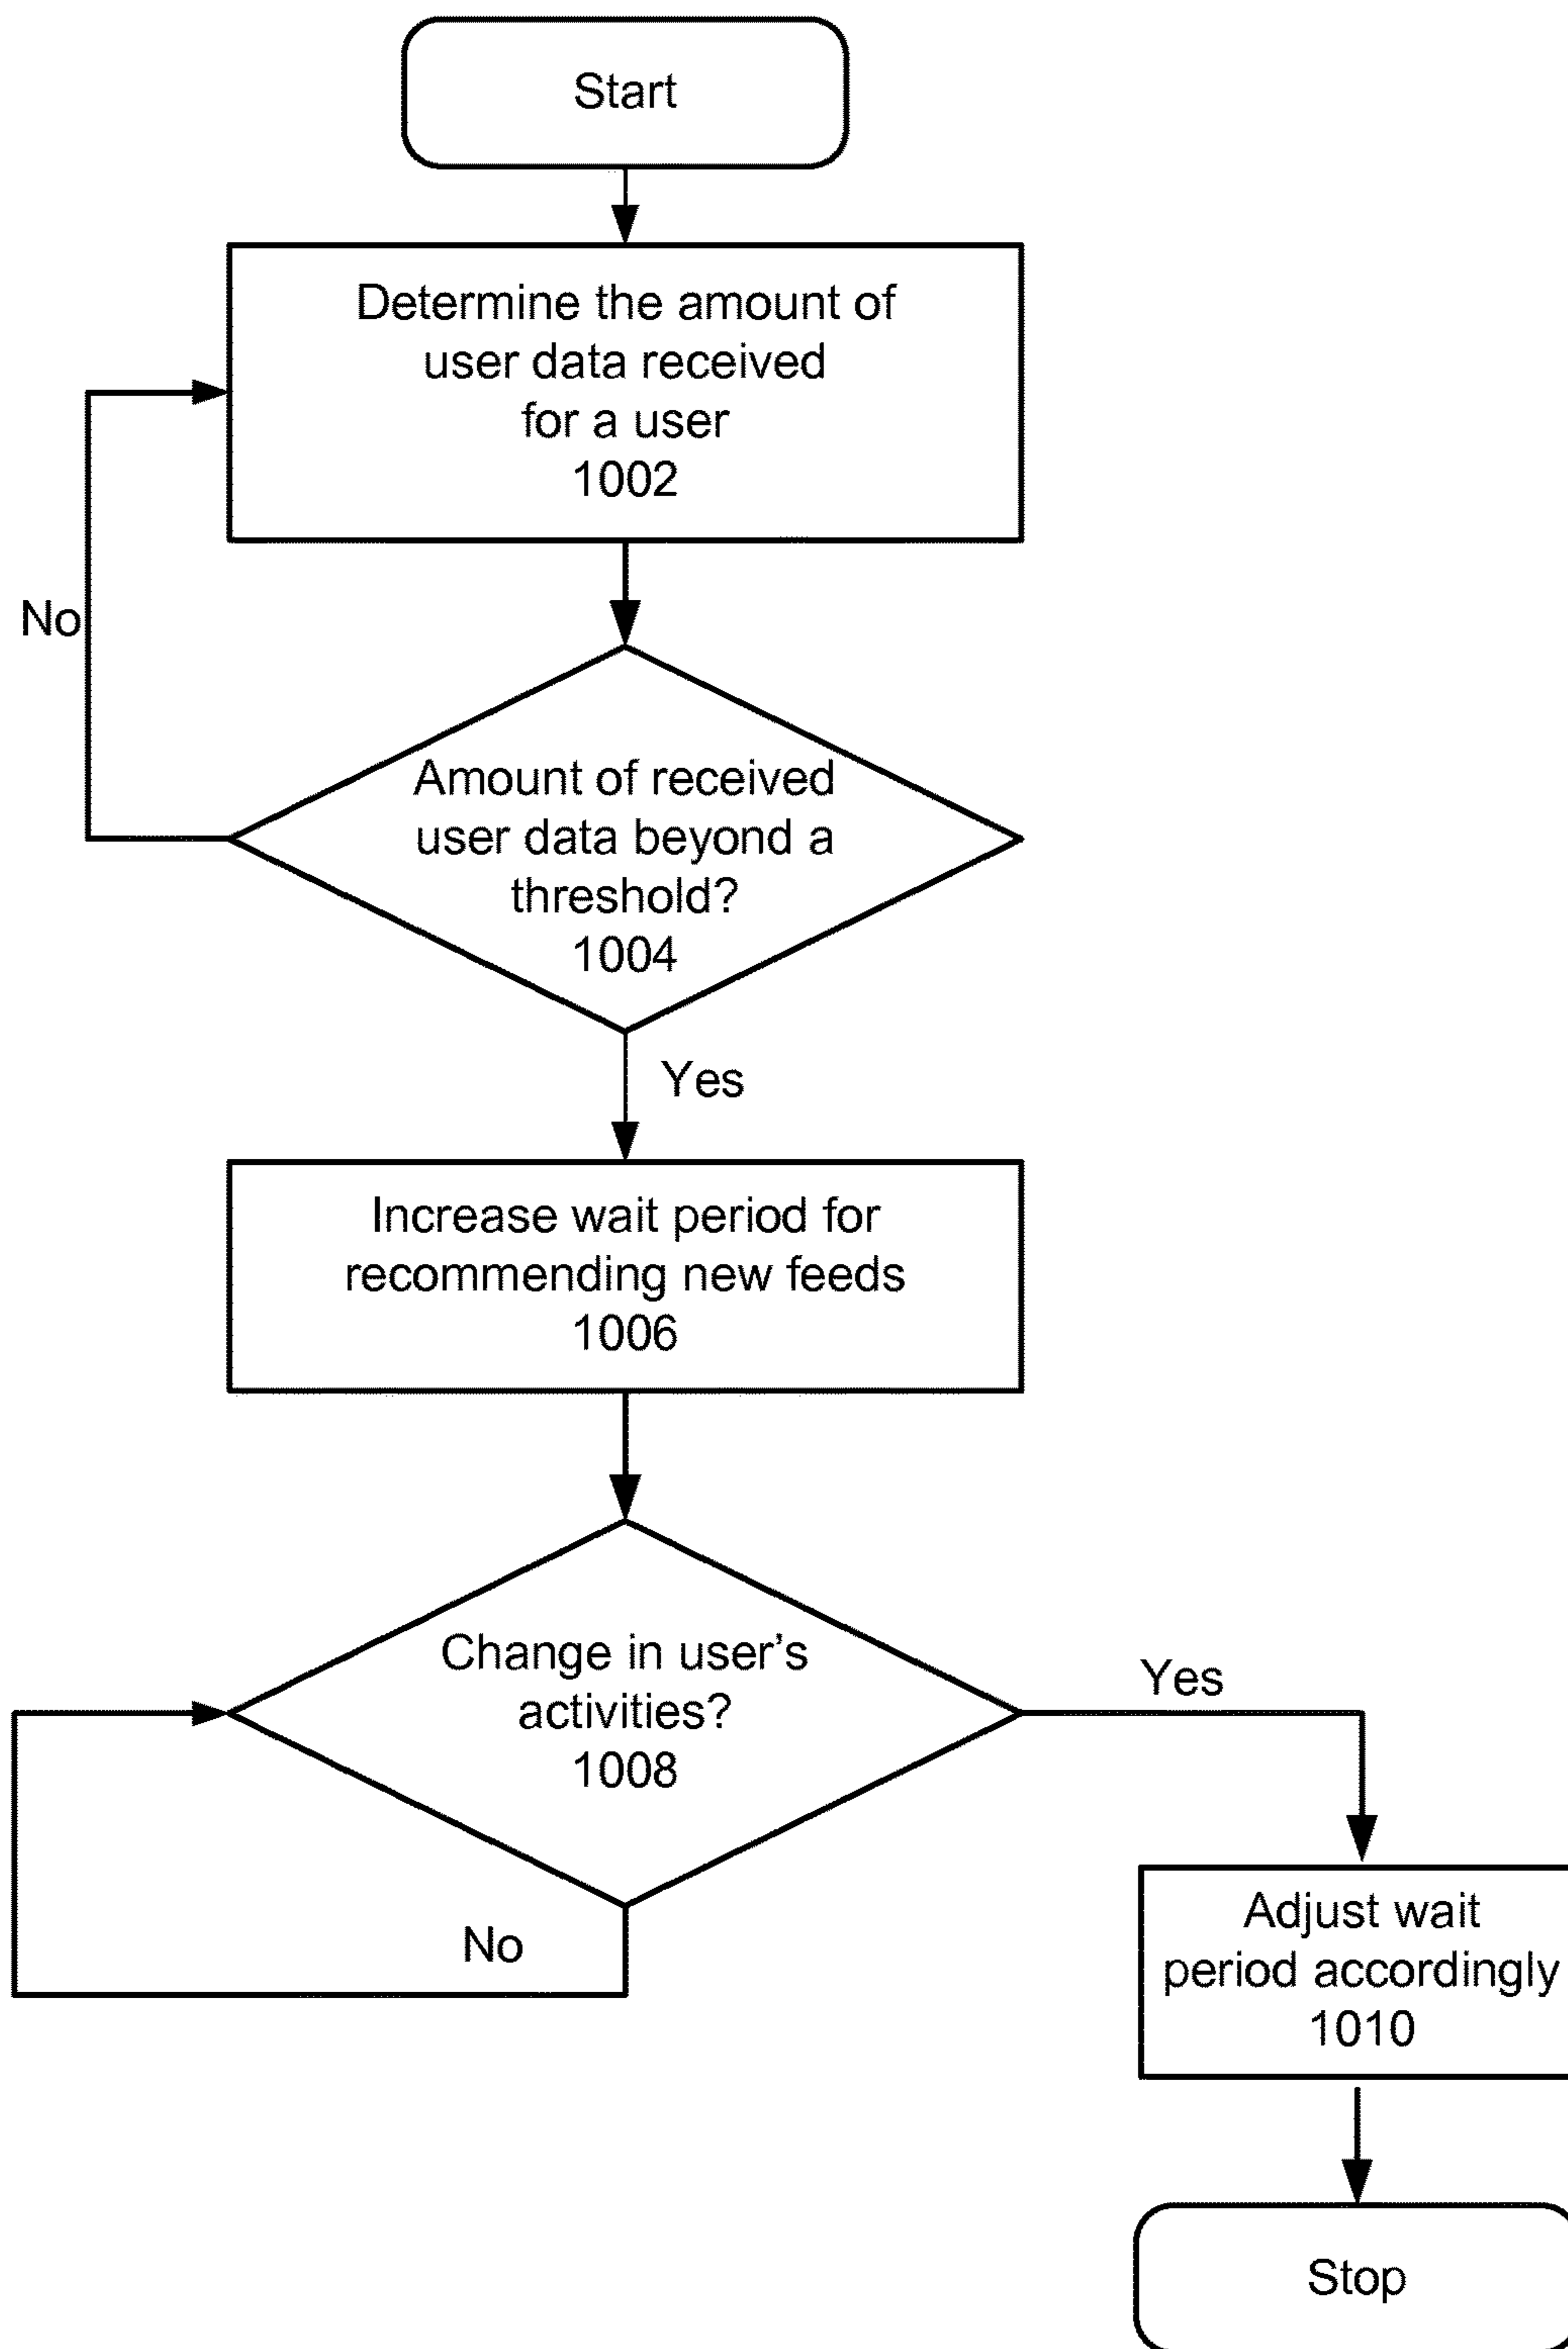 Start
Determine the amount of
user data received
for a user
1002
No
Amount of received
user data beyond a
threshold?
1004
Yes
Increase wait period for
recommending new feeds
1006
Change in user's
activities?
1008
Yes
No
Adjust wait
period accordingly
1010
Stop